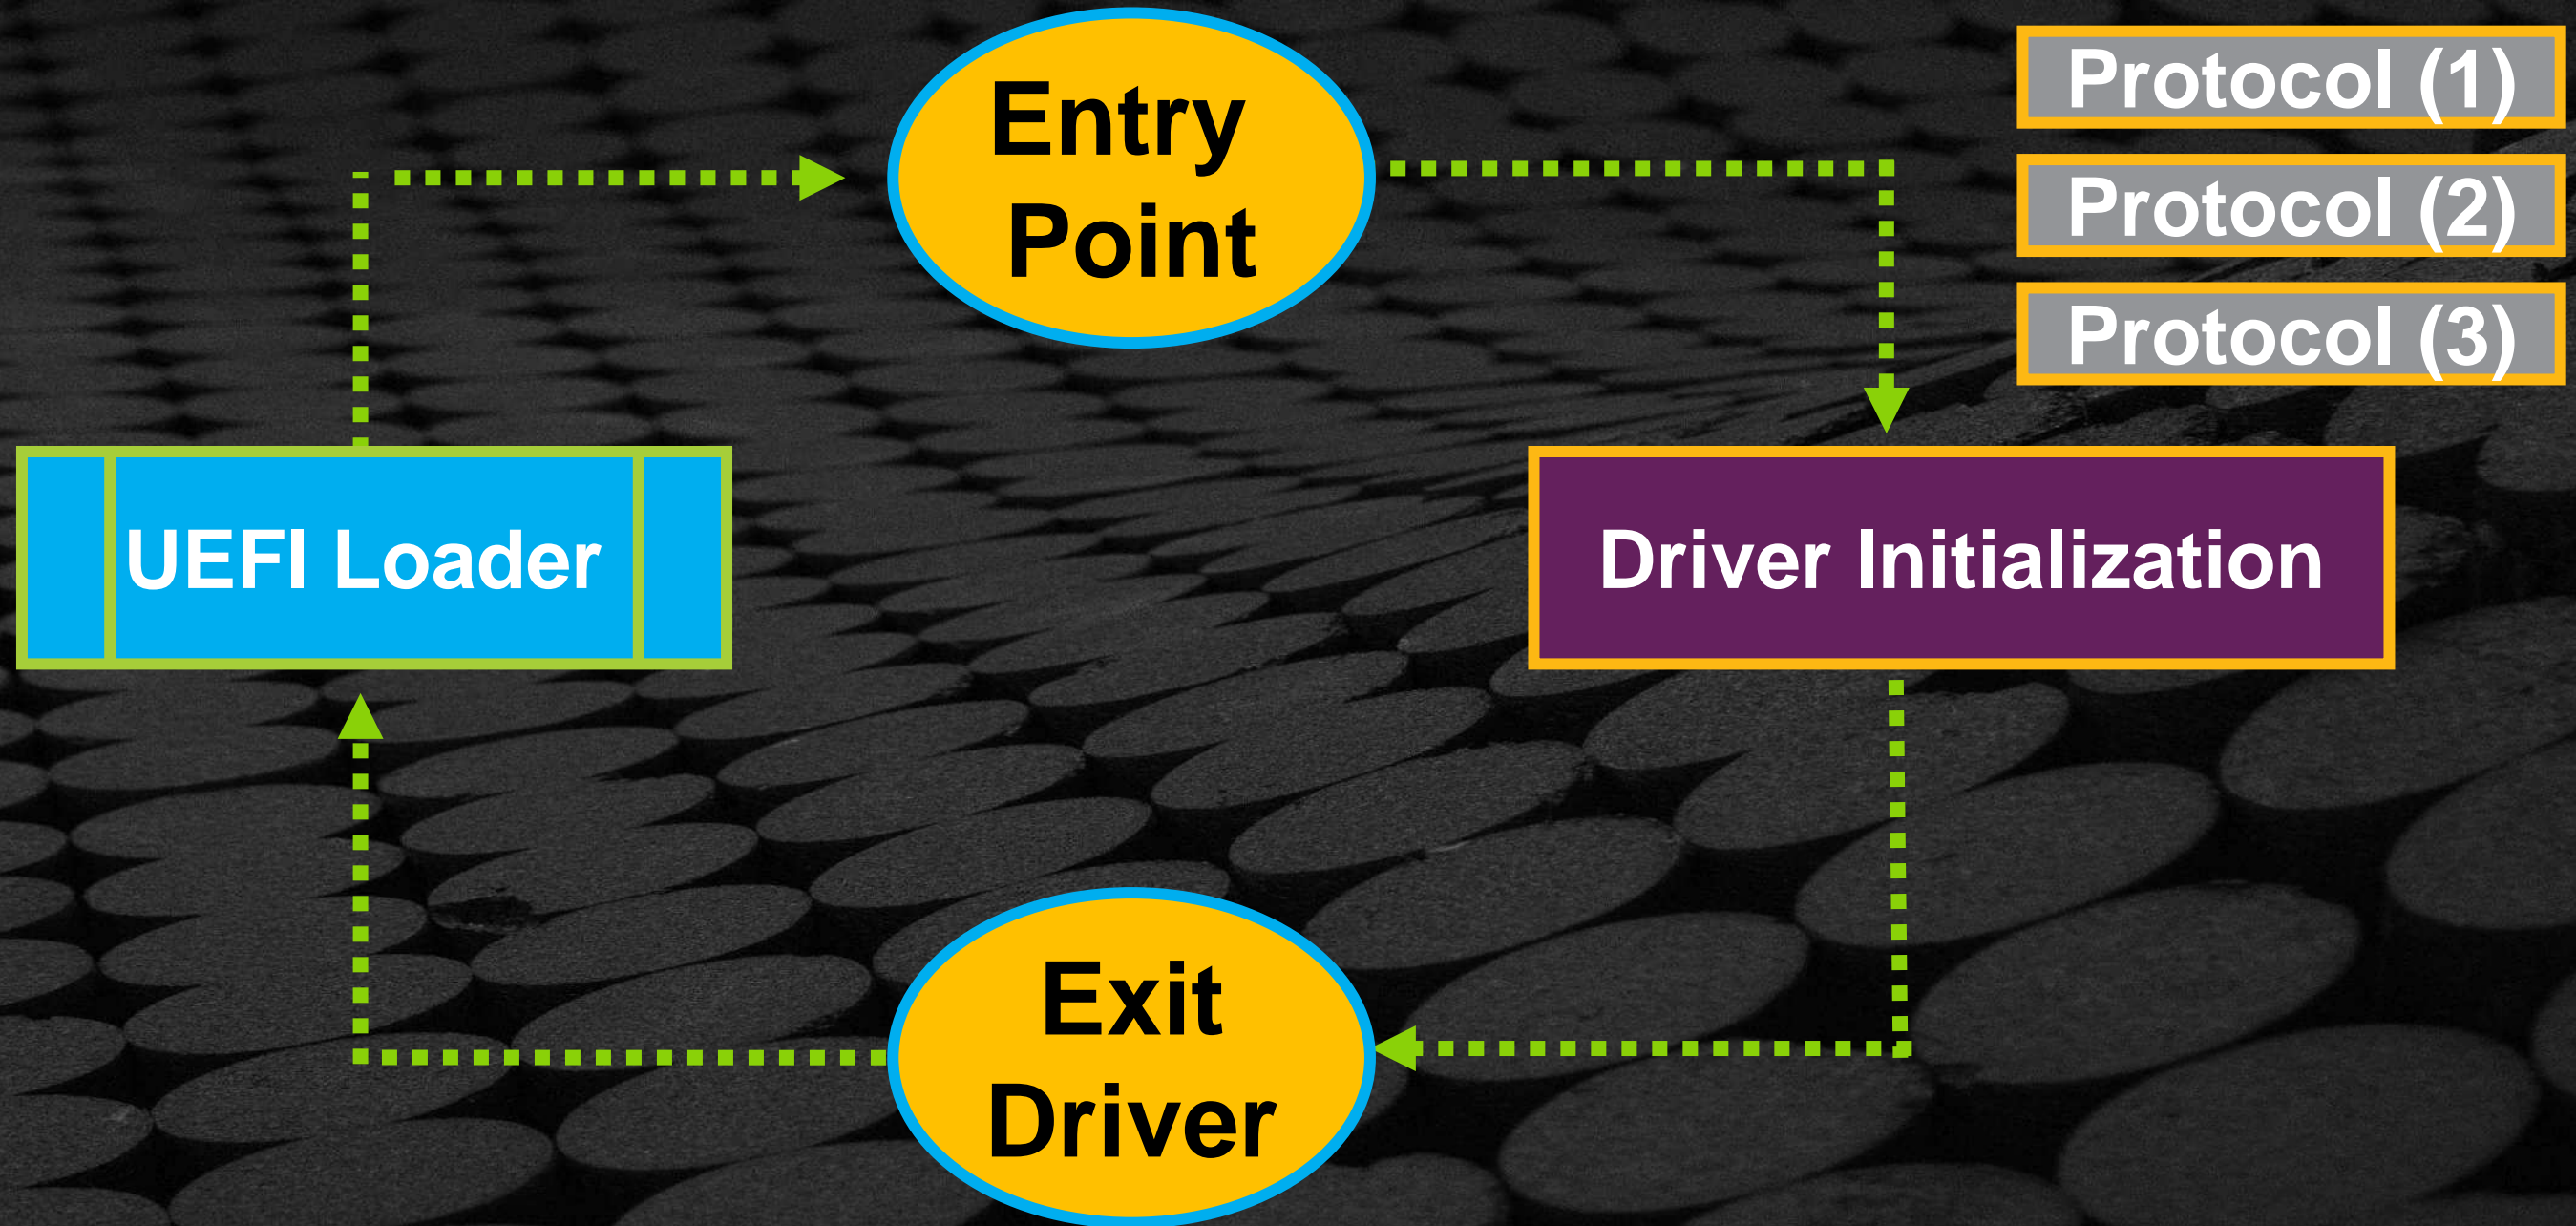 Entry
Point
Protocol (1)
Protocol (2)
Protocol (3)
UEFI Loader
Driver Initialization
Exit
Driver